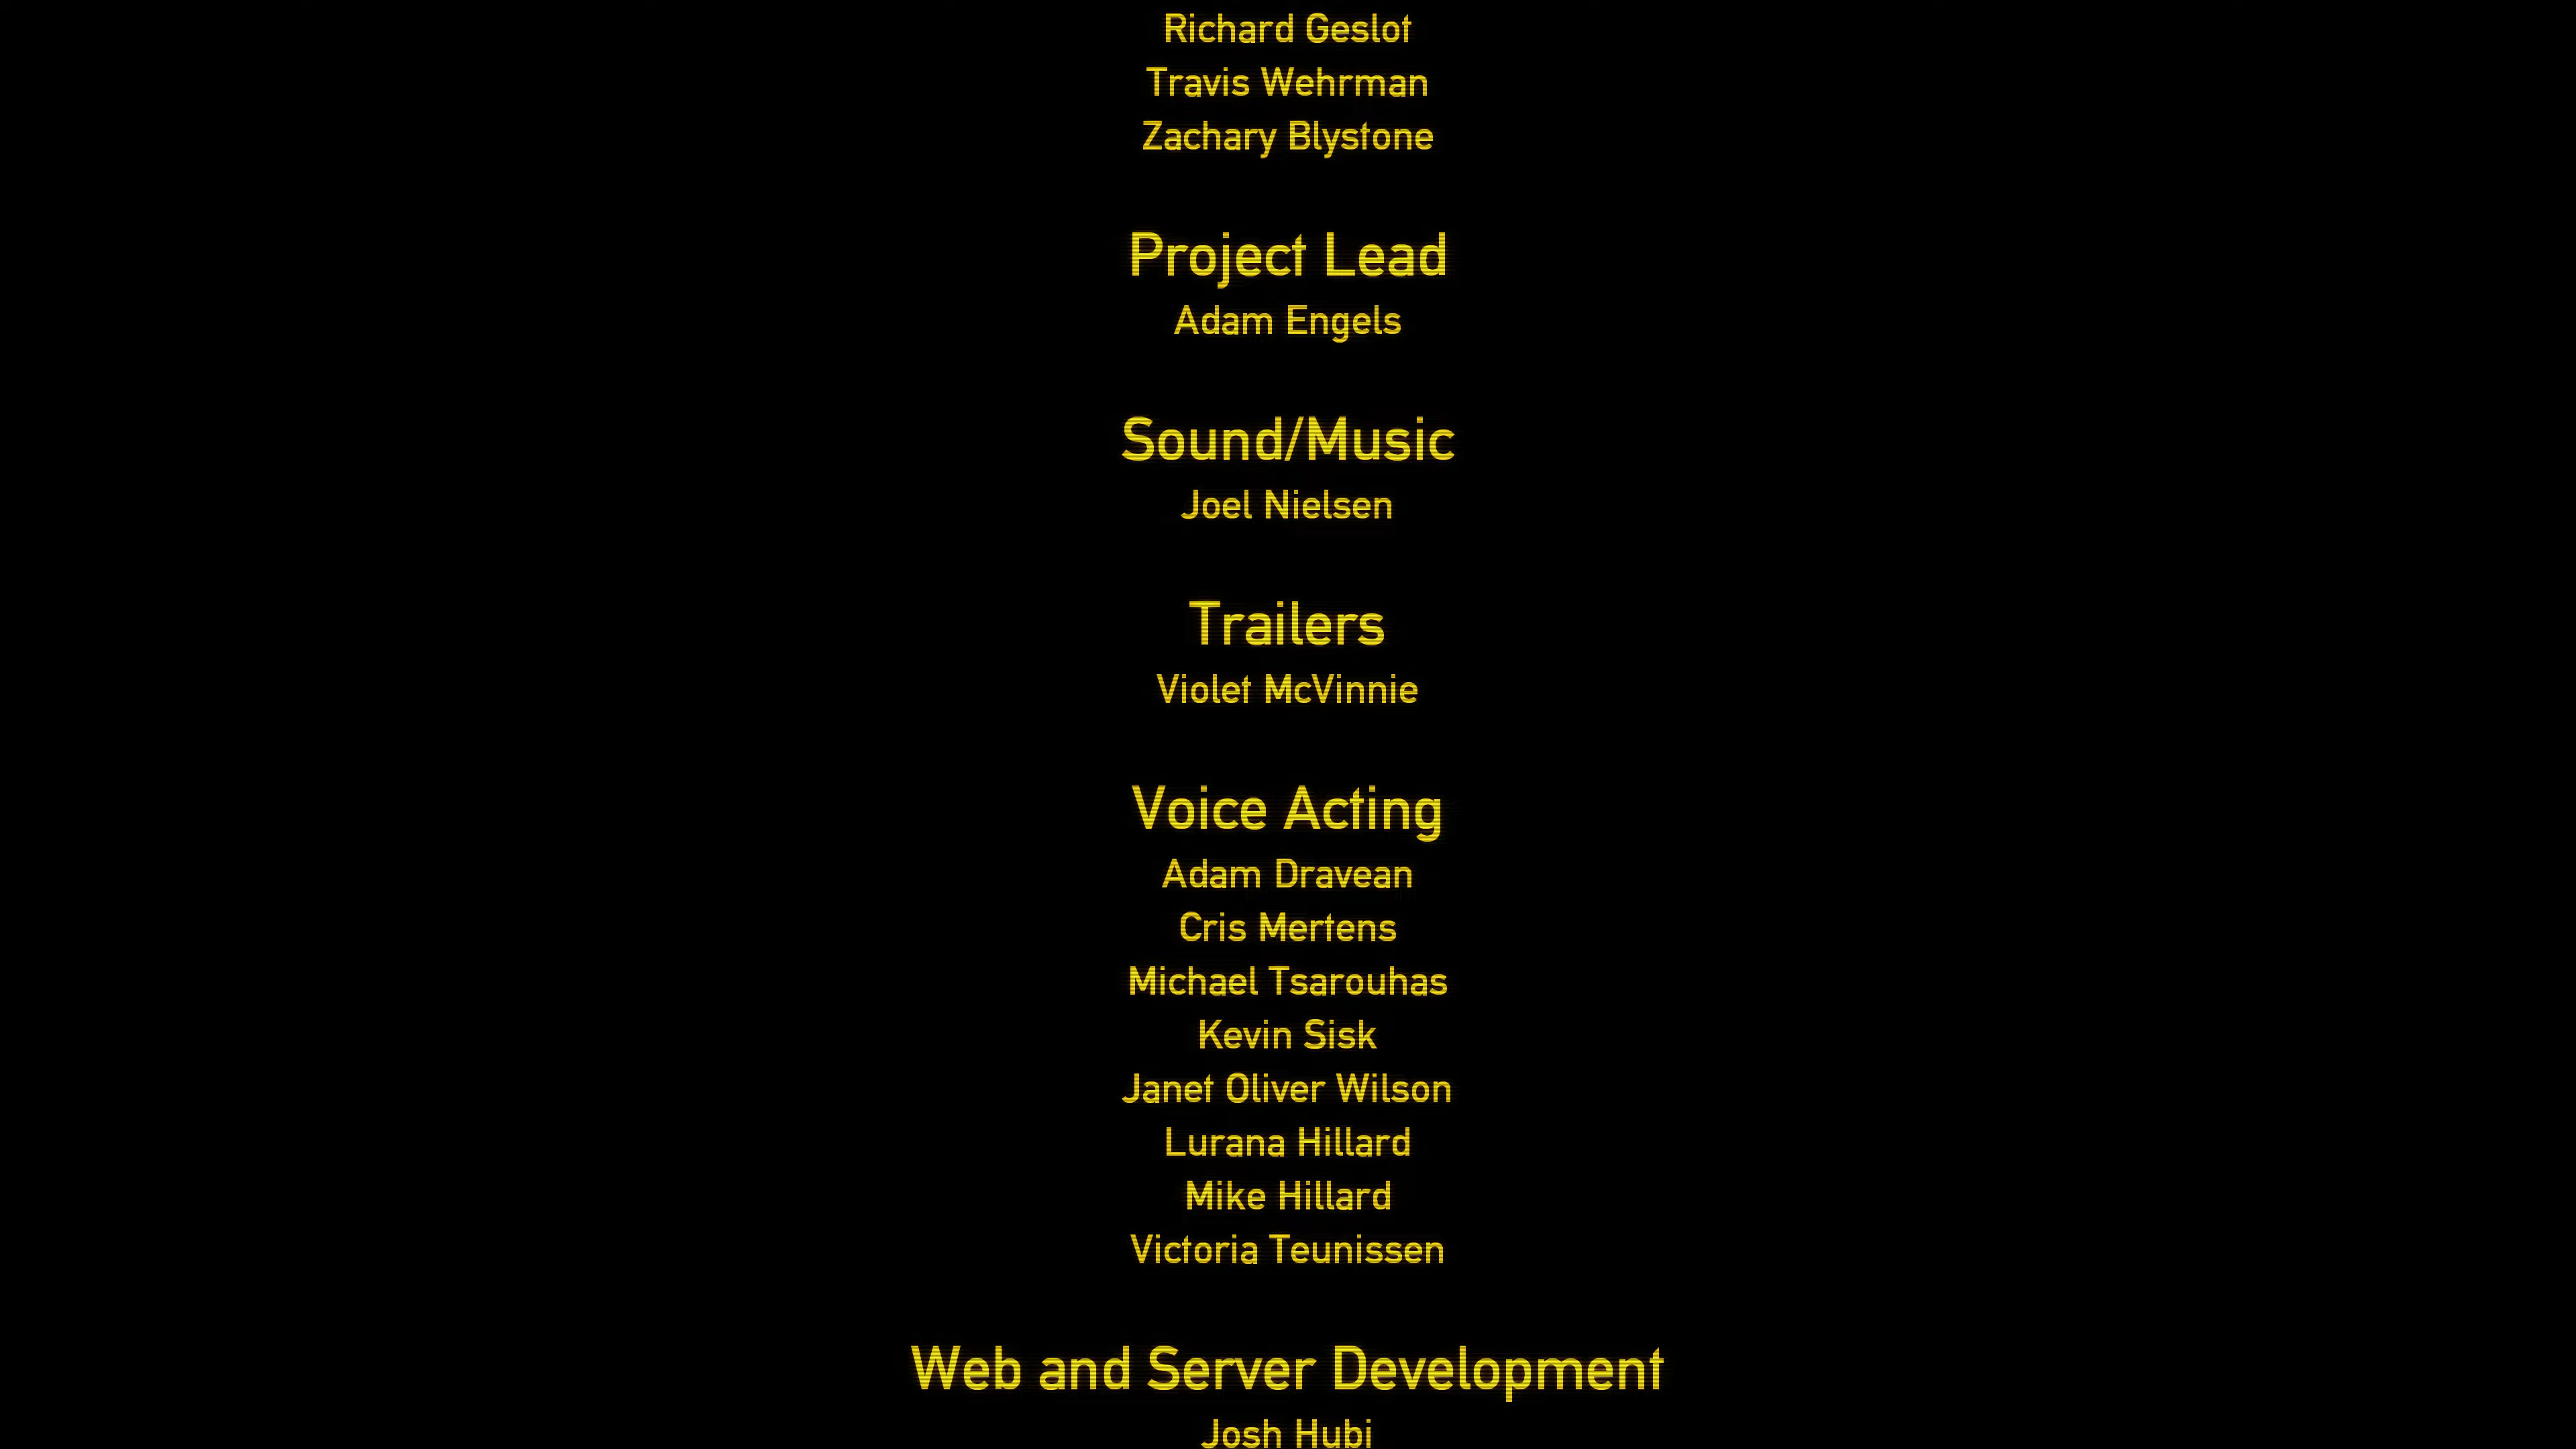 Richard Geslot
Travis Wehrman
Zachary Blystone
Project Lead
Adam Engels
Sound/Music
Joel Nielsen
Trailers
Violet McVinnie
Voice Acting
Adam Dravean
Cris Mertens
Michael Tsarouhas
Kevin Sisk
Janet Oliver Wilson
Lurana Hillard
Mike Hillard
Victoria Teunissen
Web and Server Development
Josh Hubi